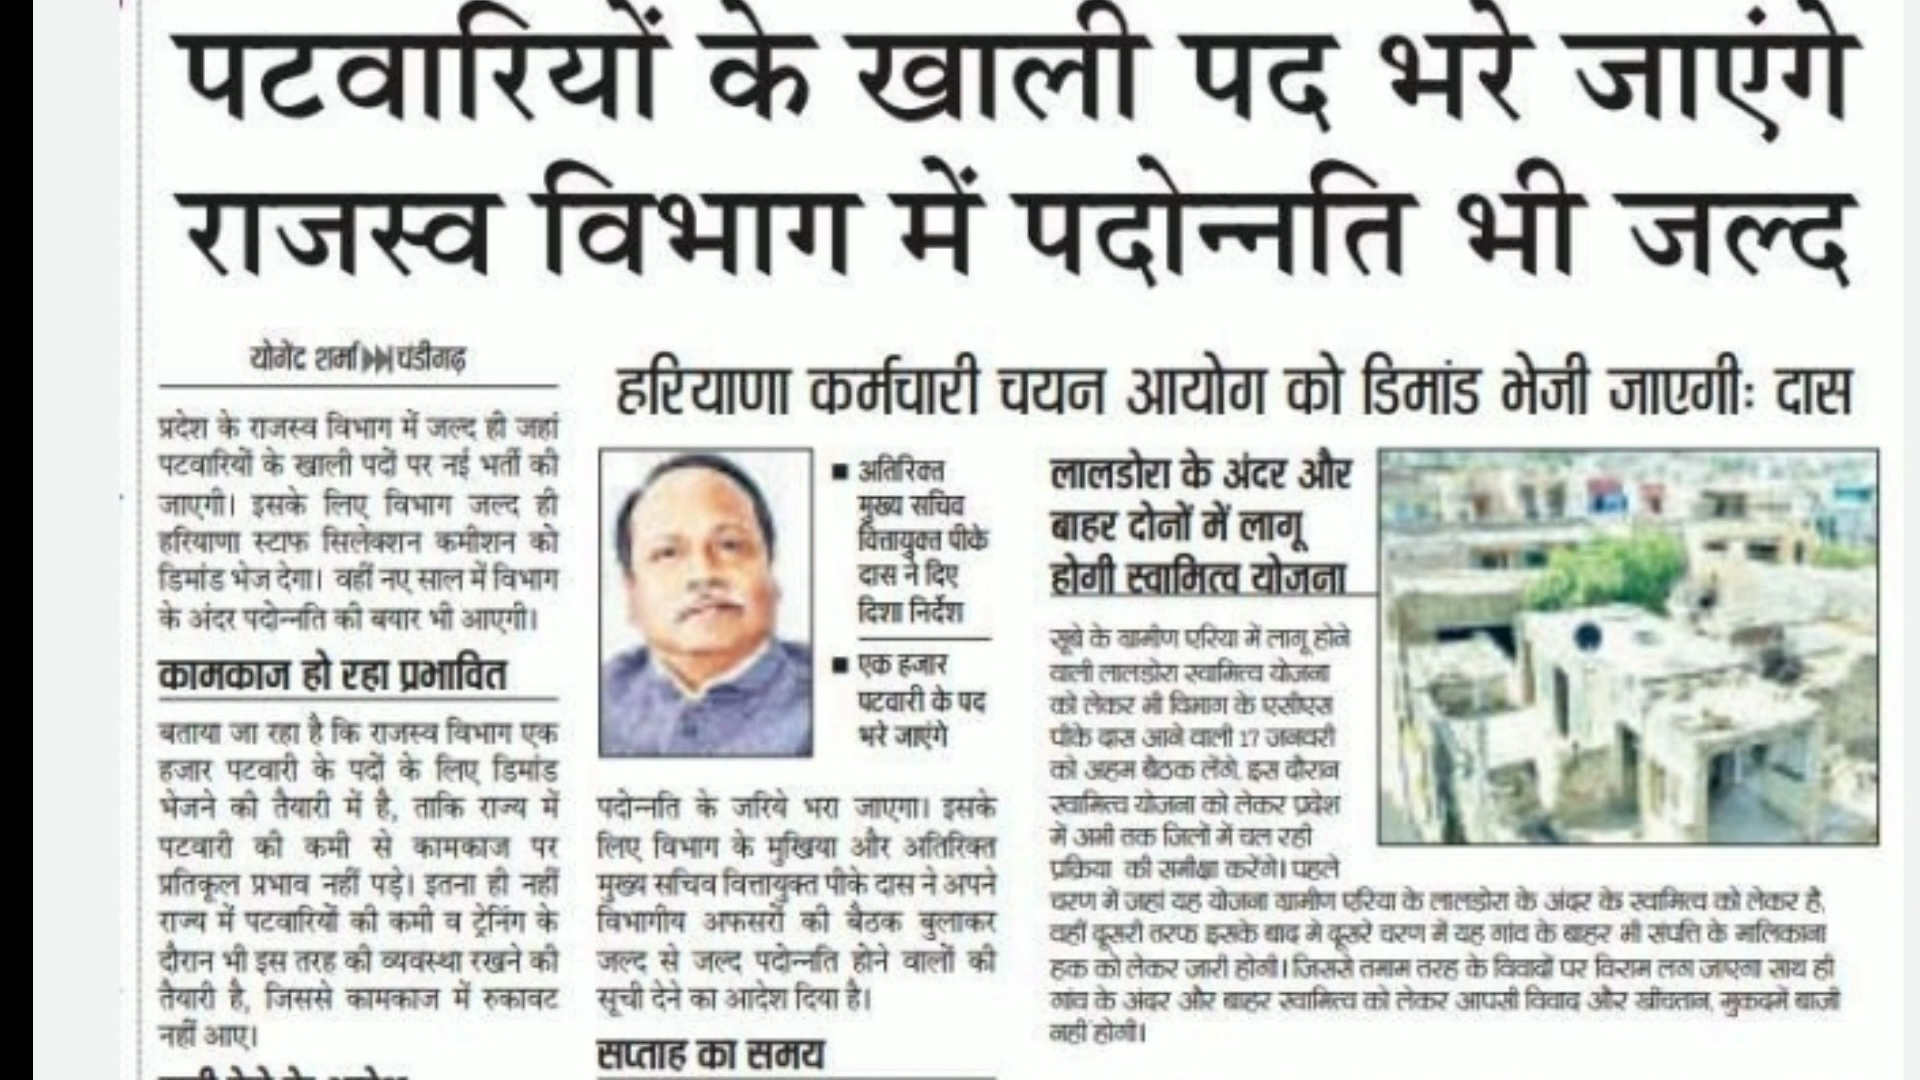 पटवारियों के खाली पद भरे जाएंगे
राजस्व विभाग में पदोन्नति भी जल्द
योगेंद्र शर्मा चंडीगढ़
प्रदेश के राजस्व विभाग में जल्द ही जहां
पटवारियों के खाली पदों पर नई भर्ती की
जाएगी। इसके लिए विभाग जल्द ही
हरियाणा स्टाफ सिलेक्शन कमीशन को
डिमांड भेज देगा। वहीं नए साल में विभाग
के अंदर पदोन्नति की बयार भी आएगी।
कामकाज हो रहा प्रभावित
बताया जा रहा है कि राजस्व विभाग एक
हजार पटवारी के पदों के लिए डिमांड
भेजने की तैयारी में है, ताकि राज्य में
पटवारी की कमी से कामकाज पर
प्रतिकूल प्रभाव नहीं पड़े। इतना ही नहीं
राज्य में पटवारियों की कमी व ट्रेनिंग के
दौरान भी इस तरह की व्यवस्था रखने की
तैयारी है, जिससे कामकाज में रुकावट
नहीं आए।
हरियाणा कर्मचारी चयन आयोग को डिमांड भेजी जाएगीः दास
■ अतिरिक्त
मुख्य सचिव
वित्तायुक्त पीके
दास ने दिए
दिशा निर्देश
■ एक हजार
पटवारी के पद
भरे जाएंगे
पदोन्नति के जरिये भरा जाएगा। इसके
लिए विभाग के मुखिया और अतिरिक्त
मुख्य सचिव वित्तायुक्त पीके दास ने अपने
विभागीय अफसरों की बैठक बुलाकर
जल्द से जल्द पदोन्नति होने वालों की
सूची देने का आदेश दिया है।
सप्ताह का समय
लालडोरा के अंदर और
बाहर दोनों में लागू
होगी स्वामित्व योजना
सूबे के ग्रामीण एरिया में लागू होने
वाली लालडोरा स्वामित्व योजना
को लेकर भी विभाग के एसीएस
पीके दास आने वाली 17 जनवरी
को अहम बैठक लेंगे, इस दौरान
स्वामित्व योजना को लेकर प्रदेश
में अभी तक जिलों में चल रही
प्रक्रिया की समीक्षा करेंगे। पहले
चरण में जहां यह योजना ग्रामीण एरिया के लालडोरा के अंदर के स्वामित्व को लेकर है,
वहीं दूसरी तरफ इसके बाद मे दूसरे चरण में यह गांव के बाहर भी संपत्ति के मालिकाना
हक को लेकर जारी होगी। जिससे तमाम तरह के विवादों पर विराम लग जाएगा साथ ही
गांव के अंदर और बाहर स्वामित्व को लेकर आपसी विवाद और खींचतान, मुकदमें बाजी
नहीं होगी।